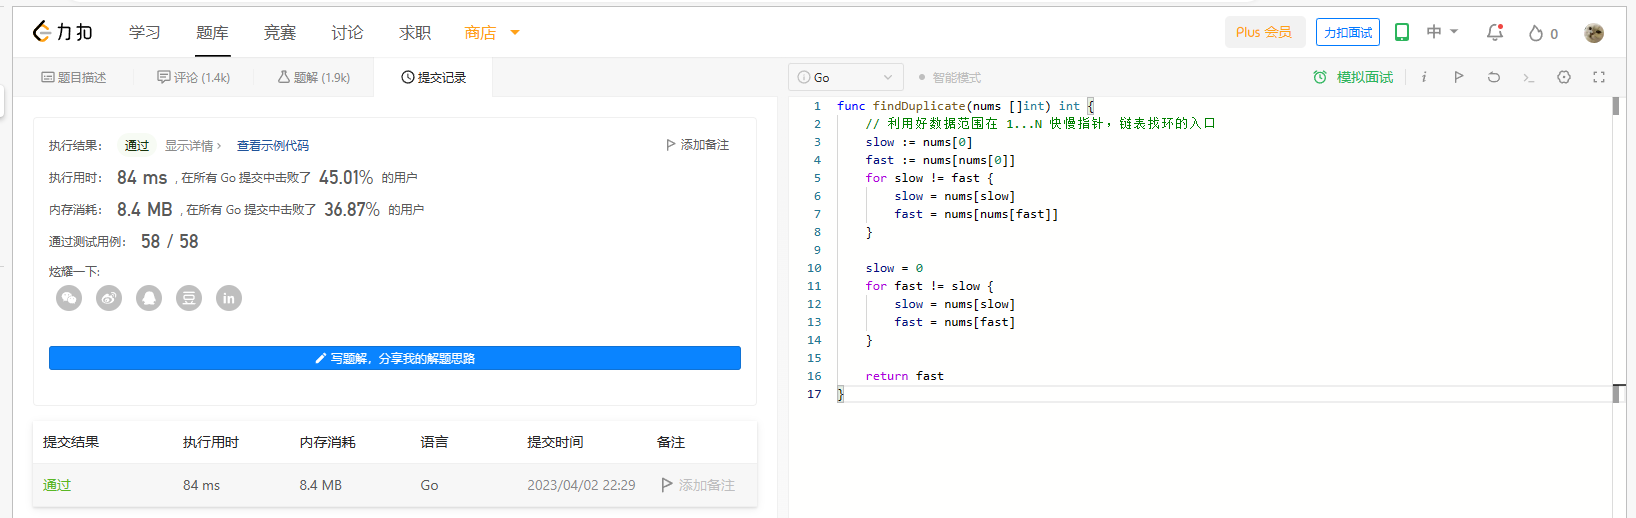 力扣 学习 题库 竞赛 讨论 求职 商店 Plus 会员 力扣面试 中 0
题目描述 评论 (1.4k) 题解 (1.9k) 提交记录 Go 智能模式 模拟面试
执行结果： 通过 显示详情 › 查看示例代码 添加备注
执行用时： 84 ms , 在所有 Go 提交中击败了 45.01% 的用户
内存消耗： 8.4 MB , 在所有 Go 提交中击败了 36.87% 的用户
通过测试用例： 58 / 58
炫耀一下:
写题解，分享我的解题思路
提交结果 执行用时 内存消耗 语言 提交时间 备注
通过 84 ms 8.4 MB Go 2023/04/02 22:29 添加备注
1 func findDuplicate(nums []int) int {
2 // 利用好数据范围在 1...N 快慢指针，链表找环的入口
3 slow := nums[0]
4 fast := nums[nums[0]]
5 for slow != fast {
6 slow = nums[slow]
7 fast = nums[nums[fast]]
8 }
9
10 slow = 0
11 for fast != slow {
12 slow = nums[slow]
13 fast = nums[fast]
14 }
15
16 return fast
17 }